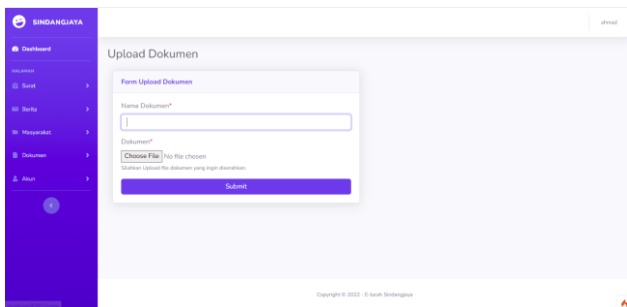 SINDANGJAYA
ahmad
Dashboard
HALAMAN
Surat
Berita
Masyarakat
Dokumen
Akun
Upload Dokumen
Form Upload Dokumen
Nama Dokumen*
Dokumen*
Choose File No file chosen
Silahkan Upload file dokumen yang ingin diserahkan.
Submit
Copyright © 2022 - E-lurah Sindangjaya